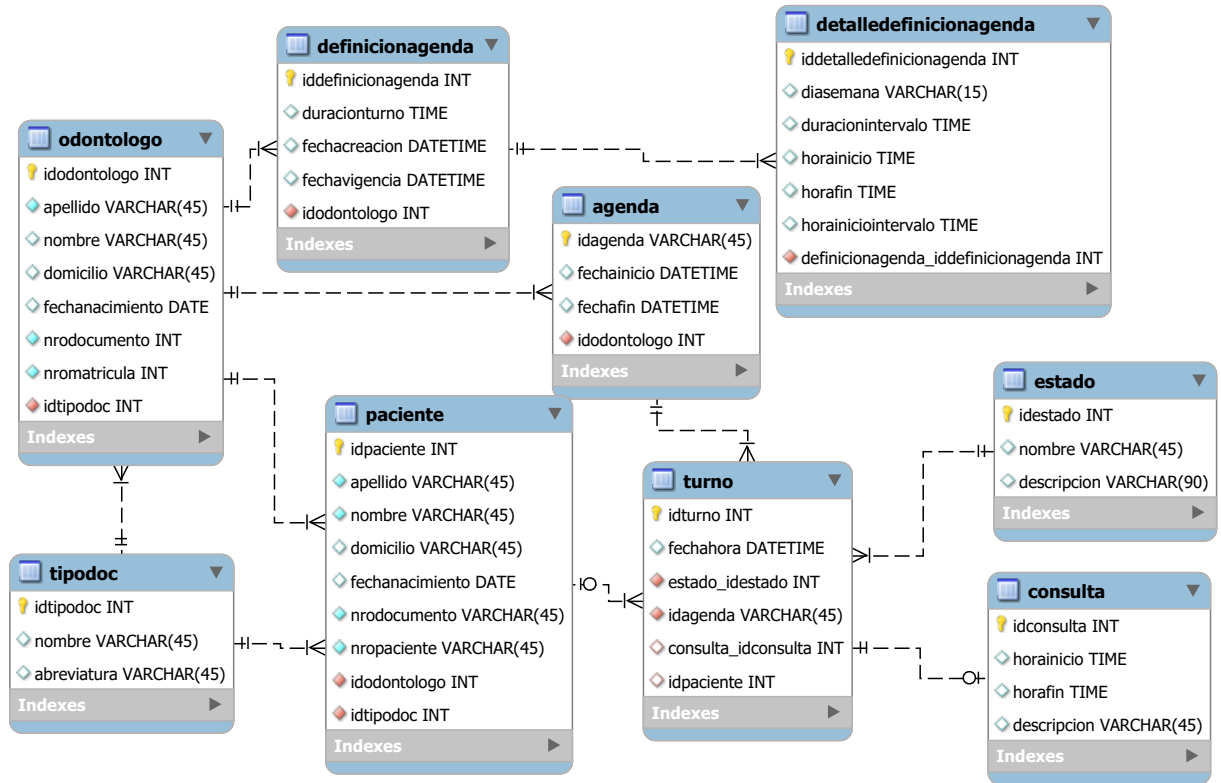 definicionagenda
iddefinicionagenda INT
duracionturno TIME
fechacreacion DATETIME
fechavigencia DATETIME
idodontologo INT
Indexes
detalledefinicionagenda
iddetalledefinicionagenda INT
diasemana VARCHAR(15)
duracionintervalo TIME
horainicio TIME
horafin TIME
horainiciointervalo TIME
definicionagenda_iddefinicionagenda INT
Indexes
odontologo
idodontologo INT
apellido VARCHAR(45)
nombre VARCHAR(45)
domicilio VARCHAR(45)
fechanacimiento DATE
nrodocumento INT
nromatricula INT
idtipodoc INT
Indexes
agenda
idagenda VARCHAR(45)
fechainicio DATETIME
fechafin DATETIME
idodontologo INT
Indexes
paciente
idpaciente INT
apellido VARCHAR(45)
nombre VARCHAR(45)
domicilio VARCHAR(45)
fechanacimiento DATE
nrodocumento VARCHAR(45)
nropaciente VARCHAR(45)
idodontologo INT
idtipodoc INT
Indexes
estado
idestado INT
nombre VARCHAR(45)
descripcion VARCHAR(90)
Indexes
turno
idturno INT
fechahora DATETIME
estado_idestado INT
idagenda VARCHAR(45)
consulta_idconsulta INT
idpaciente INT
Indexes
tipodoc
idtipodoc INT
nombre VARCHAR(45)
abreviatura VARCHAR(45)
Indexes
consulta
idconsulta INT
horainicio TIME
horafin TIME
descripcion VARCHAR(45)
Indexes